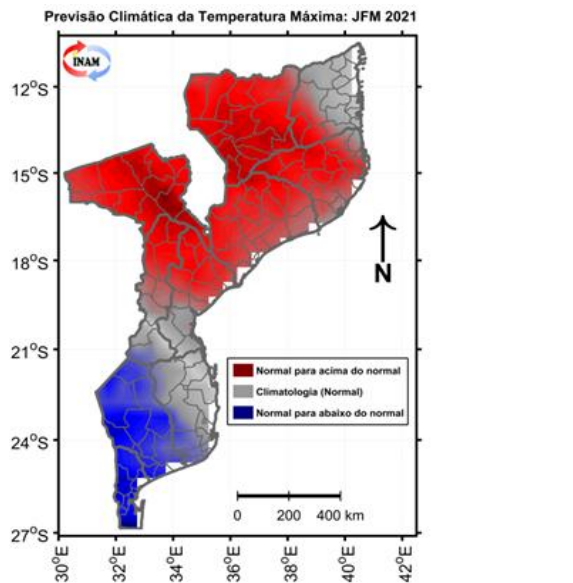 Previsão Climática da Temperatura Máxima: JFM 2021
INAM
12°S
15°S
18°S
21°S
24°S
27°S
N
Normal para acima do normal
Climatologia (Normal)
Normal para abaixo do normal
0 200 400 km
30°E 32°E 34°E 36°E 38°E 40°E 42°E